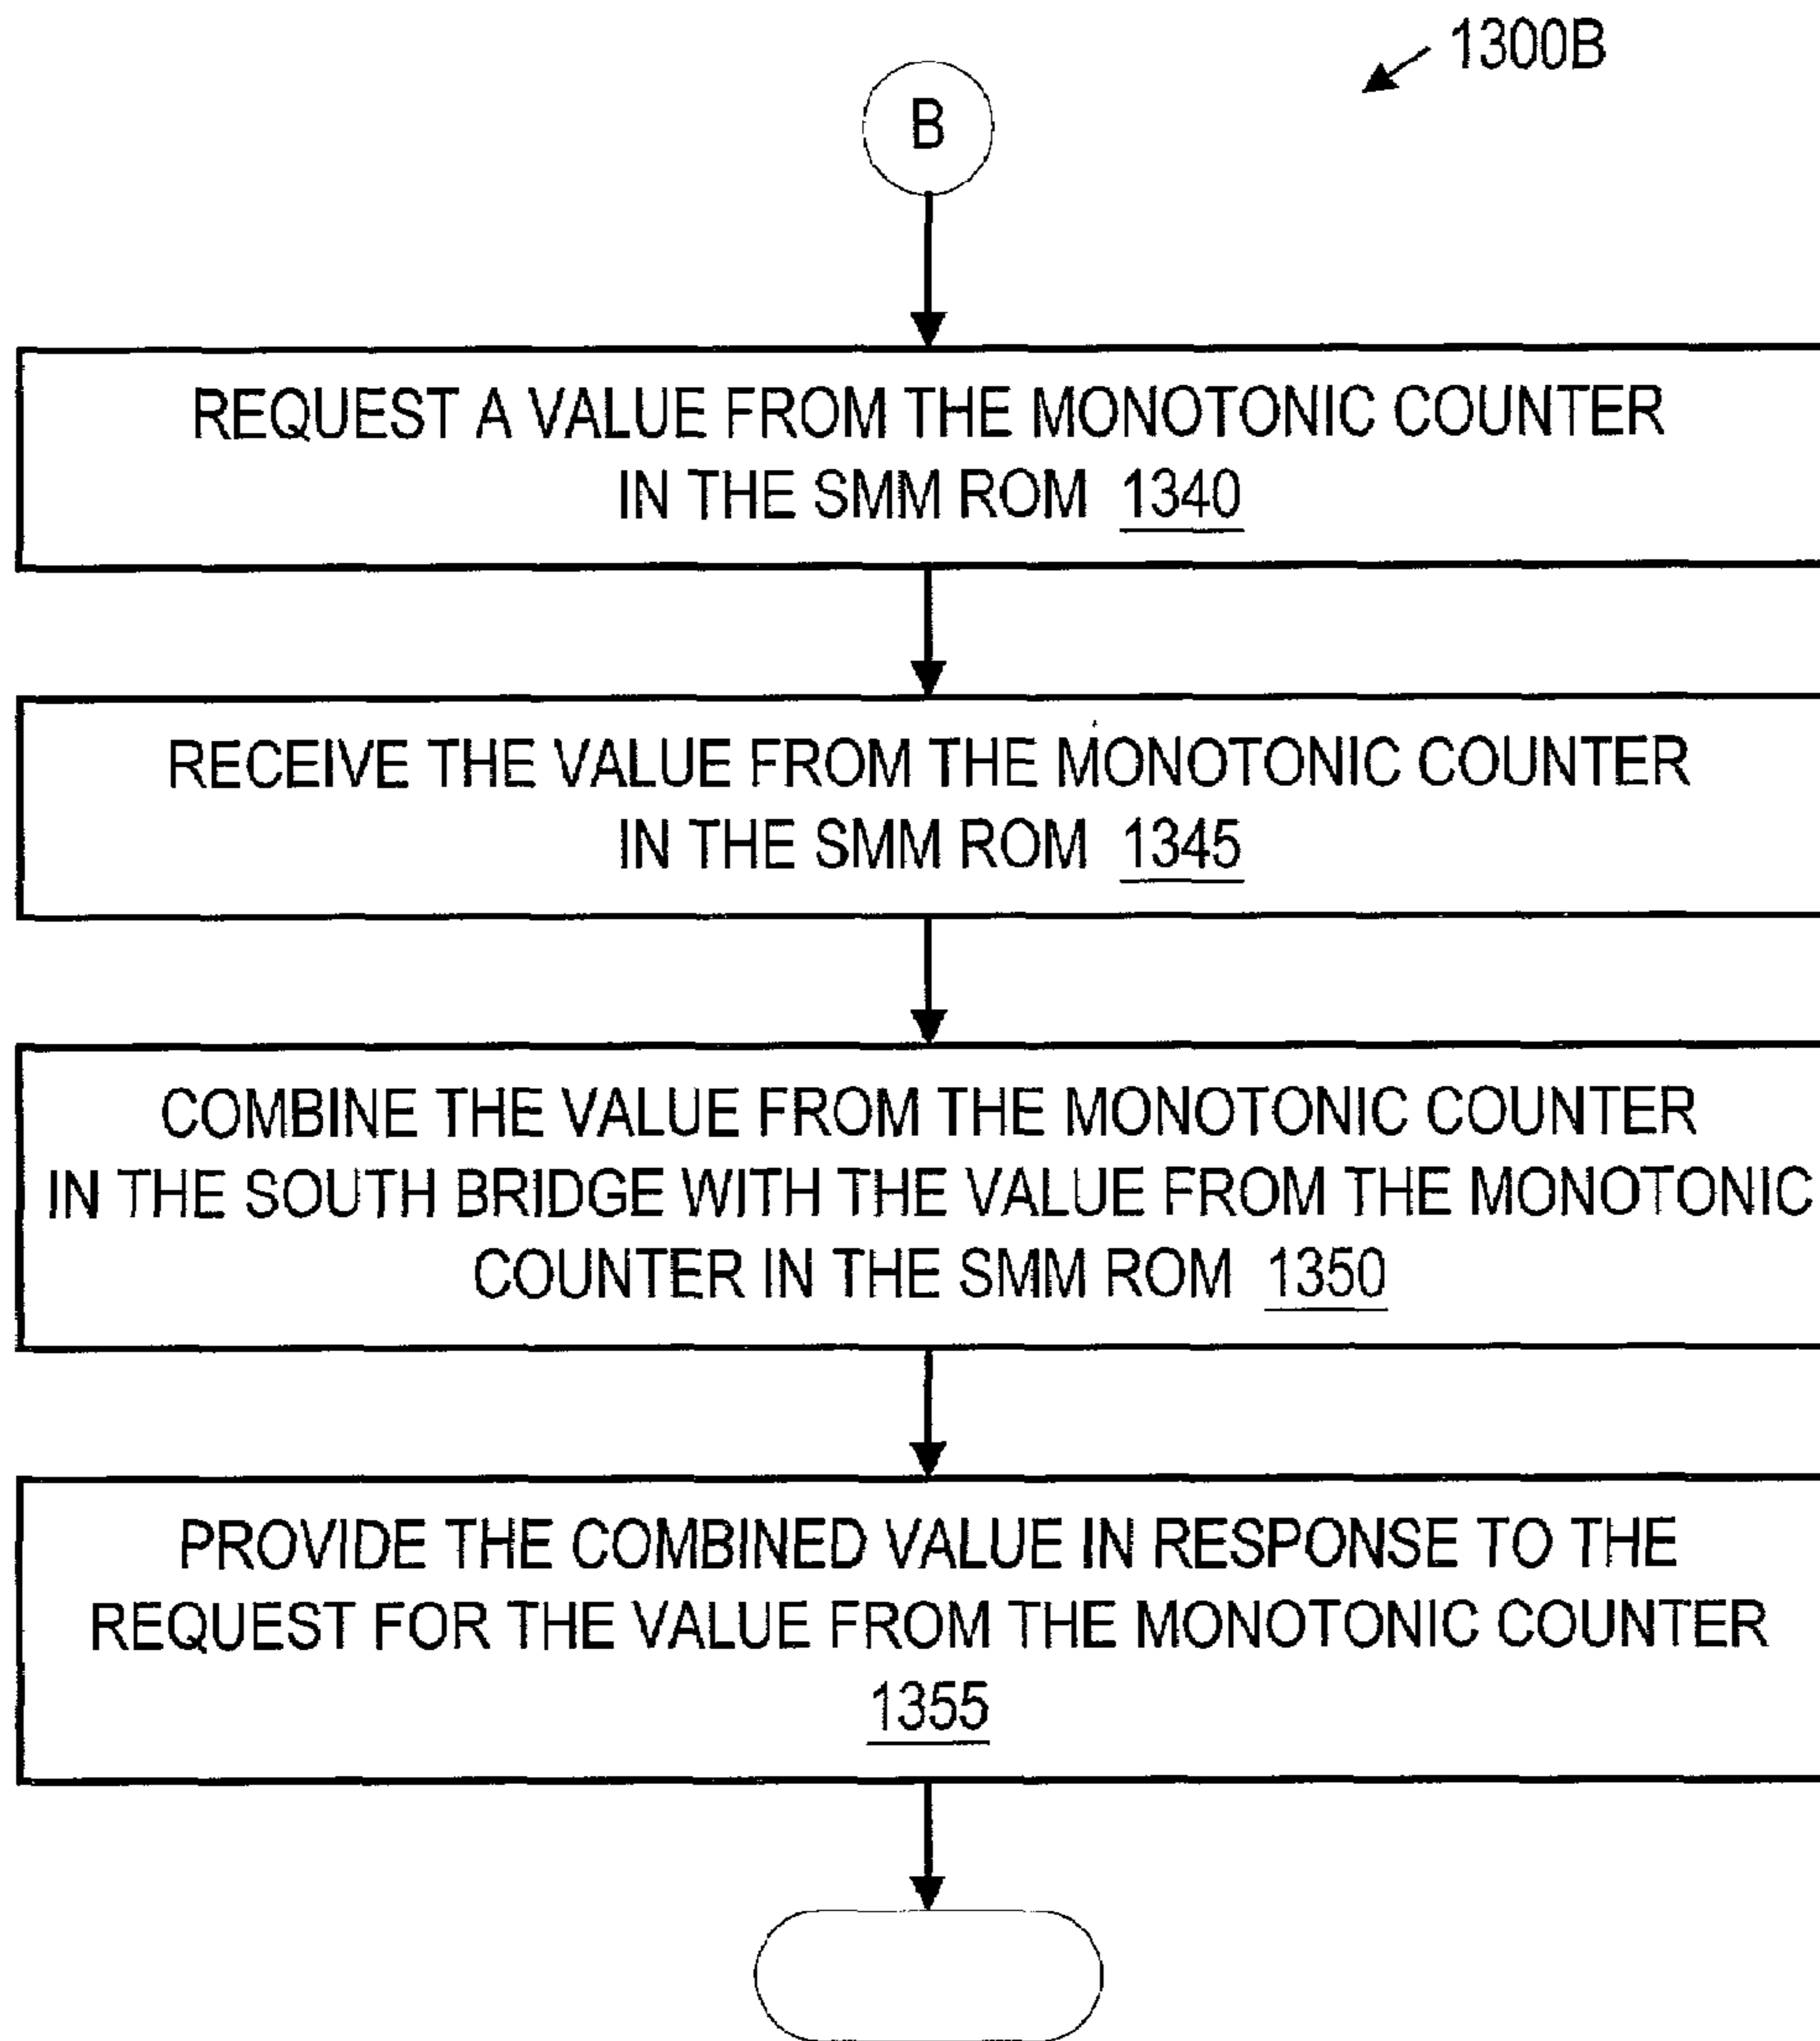 1300B
B
REQUEST A VALUE FROM THE MONOTONIC COUNTER
IN THE SMM ROM 1340
RECEIVE THE VALUE FROM THE MONOTONIC COUNTER
IN THE SMM ROM 1345
COMBINE THE VALUE FROM THE MONOTONIC COUNTER
IN THE SOUTH BRIDGE WITH THE VALUE FROM THE MONOTONIC
COUNTER IN THE SMM ROM 1350
PROVIDE THE COMBINED VALUE IN RESPONSE TO THE
REQUEST FOR THE VALUE FROM THE MONOTONIC COUNTER
1355